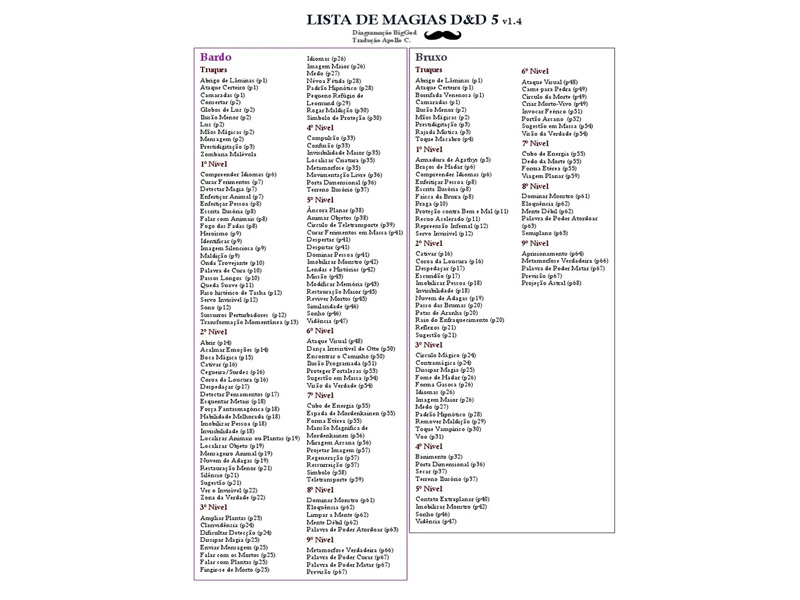 LISTA DE MAGIAS D&D 5 v1.4
Diagramação BigGod
Tradução Apollo C.
Bardo
Truques
Abrigo de Lâminas (p1)
Ataque Certeiro (p1)
Camaradas (p1)
Consertar (p2)
Globos de Luz (p2)
Ilusão Menor (p2)
Luz (p2)
Mãos Mágicas (p2)
Mensagem (p2)
Prestidigitação (p3)
Zombaria Malévola
1º Nível
Compreender Idiomas (p6)
Curar Ferimentos (p7)
Detectar Magia (p7)
Enfeitiçar Animal (p7)
Enfeitiçar Pessoa (p8)
Escrita Ilusória (p8)
Falar com Animais (p8)
Fogo das Fadas (p8)
Heroísmo (p9)
Identificar (p9)
Imagem Silenciosa (p9)
Maldição (p9)
Onda Trovejante (p10)
Palavra de Cura (p10)
Passos Longos (p10)
Queda Suave (p11)
Riso histérico de Tasha (p12)
Servo Invisível (p12)
Sono (p12)
Sussurros Perturbadores (p12)
Transformação Momentânea (p13)
2º Nível
Abrir (p14)
Acalmar Emoções (p14)
Boca Mágica (p15)
Cativar (p16)
Cegueira/Surdez (p16)
Coroa da Loucura (p16)
Despedaçar (p17)
Detectar Pensamentos (p17)
Esquentar Metais (p18)
Força Fantasmagórica (p18)
Habilidade Melhorada (p18)
Imobilizar Pessoa (p18)
Invisibilidade (p18)
Localizar Animais ou Plantas (p19)
Localizar Objeto (p19)
Mensageiro Animal (p19)
Nuvem de Adagas (p19)
Restauração Menor (p21)
Silêncio (p21)
Sugestão (p21)
Ver o Invisível (p22)
Zona da Verdade (p22)
3º Nível
Ampliar Plantas (p23)
Clarividência (p24)
Dificultar Detecção (p24)
Dissipar Magia (p25)
Enviar Mensagem (p25)
Falar com os Mortos (p25)
Falar com Plantas (p25)
Fingir-se de Morto (p25)
Idiomas (p26)
Imagem Maior (p26)
Medo (p27)
Névoa Fétida (p28)
Padrão Hipnótico (p28)
Pequeno Refúgio de
Leomund (p29)
Rogar Maldição (p30)
Símbolo de Proteção (p30)
4º Nível
Compulsão (p33)
Confusão (p33)
Invisibilidade Maior (p35)
Localizar Criatura (p35)
Metamorfose (p35)
Movimentação Livre (p36)
Porta Dimensional (p36)
Terreno Ilusório (p37)
5º Nível
Âncora Planar (p38)
Animar Objetos (p38)
Círculo de Teletransporte (p39)
Curar Ferimentos em Massa (p41)
Despertar (p41)
Despistar (p41)
Dominar Pessoa (p41)
Imobilizar Monstro (p42)
Lendas e Histórias (p42)
Missão (p43)
Modificar Memória (p43)
Restauração Maior (p45)
Reviver Mortos (p45)
Similaridade (p46)
Sonho (p46)
Vidência (p47)
6º Nível
Ataque Visual (p48)
Dança Irresistível de Otto (p50)
Encontrar o Caminho (p50)
Ilusão Programada (p51)
Proteger Fortalezas (p53)
Sugestão em Massa (p54)
Visão da Verdade (p54)
7º Nível
Cubo de Energia (p55)
Espada de Mordenkainen (p55)
Forma Etérea (p55)
Mansão Magnífica de
Mordenkainen (p56)
Miragem Arcana (p56)
Projetar Imagem (p57)
Regeneração (p57)
Ressurreição (p57)
Símbolo (p58)
Teletransporte (p59)
8º Nível
Dominar Monstro (p61)
Eloquência (p62)
Limpar a Mente (p62)
Mente Débil (p62)
Palavra de Poder Atordoar (p63)
9º Nível
Metamorfose Verdadeira (p66)
Palavra de Poder Curar (p67)
Palavra de Poder Matar (p67)
Previsão (p67)
Bruxo
Truques
Abrigo de Lâminas (p1)
Ataque Certeiro (p1)
Borrifada Venenosa (p1)
Camaradas (p1)
Ilusão Menor (p2)
Mãos Mágicas (p2)
Prestidigitação (p3)
Rajada Mística (p3)
Toque Macabro (p4)
1º Nível
Armadura de Agathys (p5)
Braços de Hadar (p6)
Compreender Idiomas (p6)
Enfeitiçar Pessoa (p8)
Escrita Ilusória (p8)
Faísca da Bruxa (p8)
Praga (p10)
Proteção contra Bem e Mal (p11)
Recuo Acelerado (p11)
Repreensão Infernal (p12)
Servo Invisível (p12)
2º Nível
Cativar (p16)
Coroa da Loucura (p16)
Despedaçar (p17)
Escuridão (p17)
Imobilizar Pessoa (p18)
Invisibilidade (p18)
Nuvem de Adagas (p19)
Passo das Brumas (p20)
Patas de Aranha (p20)
Raio do Enfraquecimento (p20)
Reflexos (p21)
Sugestão (p21)
3º Nível
Círculo Mágico (p24)
Contramágica (p24)
Dissipar Magia (p25)
Fome de Hadar (p26)
Forma Gasosa (p26)
Idiomas (p26)
Imagem Maior (p26)
Medo (p27)
Padrão Hipnótico (p28)
Remover Maldição (p29)
Toque Vampírico (p30)
Voo (p31)
4º Nível
Banimento (p32)
Porta Dimensional (p36)
Secar (p37)
Terreno Ilusório (p37)
5º Nível
Contato Extraplanar (p40)
Imobilizar Monstro (p42)
Sonho (p46)
Vidência (p47)
6º Nível
Ataque Visual (p48)
Carne para Pedra (p49)
Círculo da Morte (p49)
Criar Morto-Vivo (p49)
Invocar Feérico (p51)
Portão Arcano (p52)
Sugestão em Massa (p54)
Visão da Verdade (p54)
7º Nível
Cubo de Energia (p55)
Dedo da Morte (p55)
Forma Etérea (p55)
Viagem Planar (p59)
8º Nível
Dominar Monstro (p61)
Eloquência (p62)
Mente Débil (p62)
Palavra de Poder Atordoar
(p63)
Semiplano (p63)
9º Nível
Aprisionamento (p64)
Metamorfose Verdadeira (p66)
Palavra de Poder Matar (p67)
Previsão (p67)
Projeção Astral (p68)